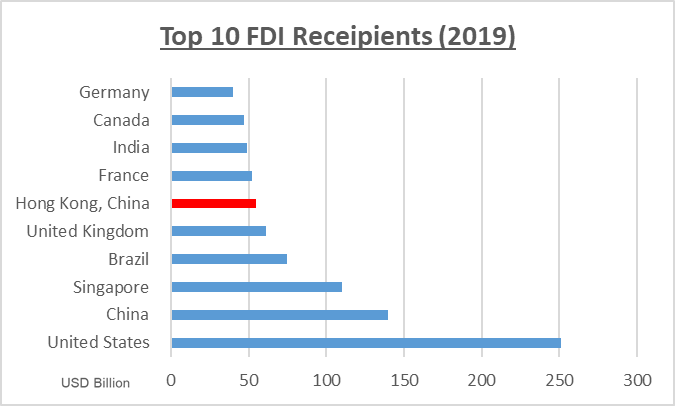 Top 10 FDI Receipients (2019)
Germany
Canada
India
France
Hong Kong, China
United Kingdom
Brazil
Singapore
China
United States
USD Billion
0 50 100 150 200 250 300